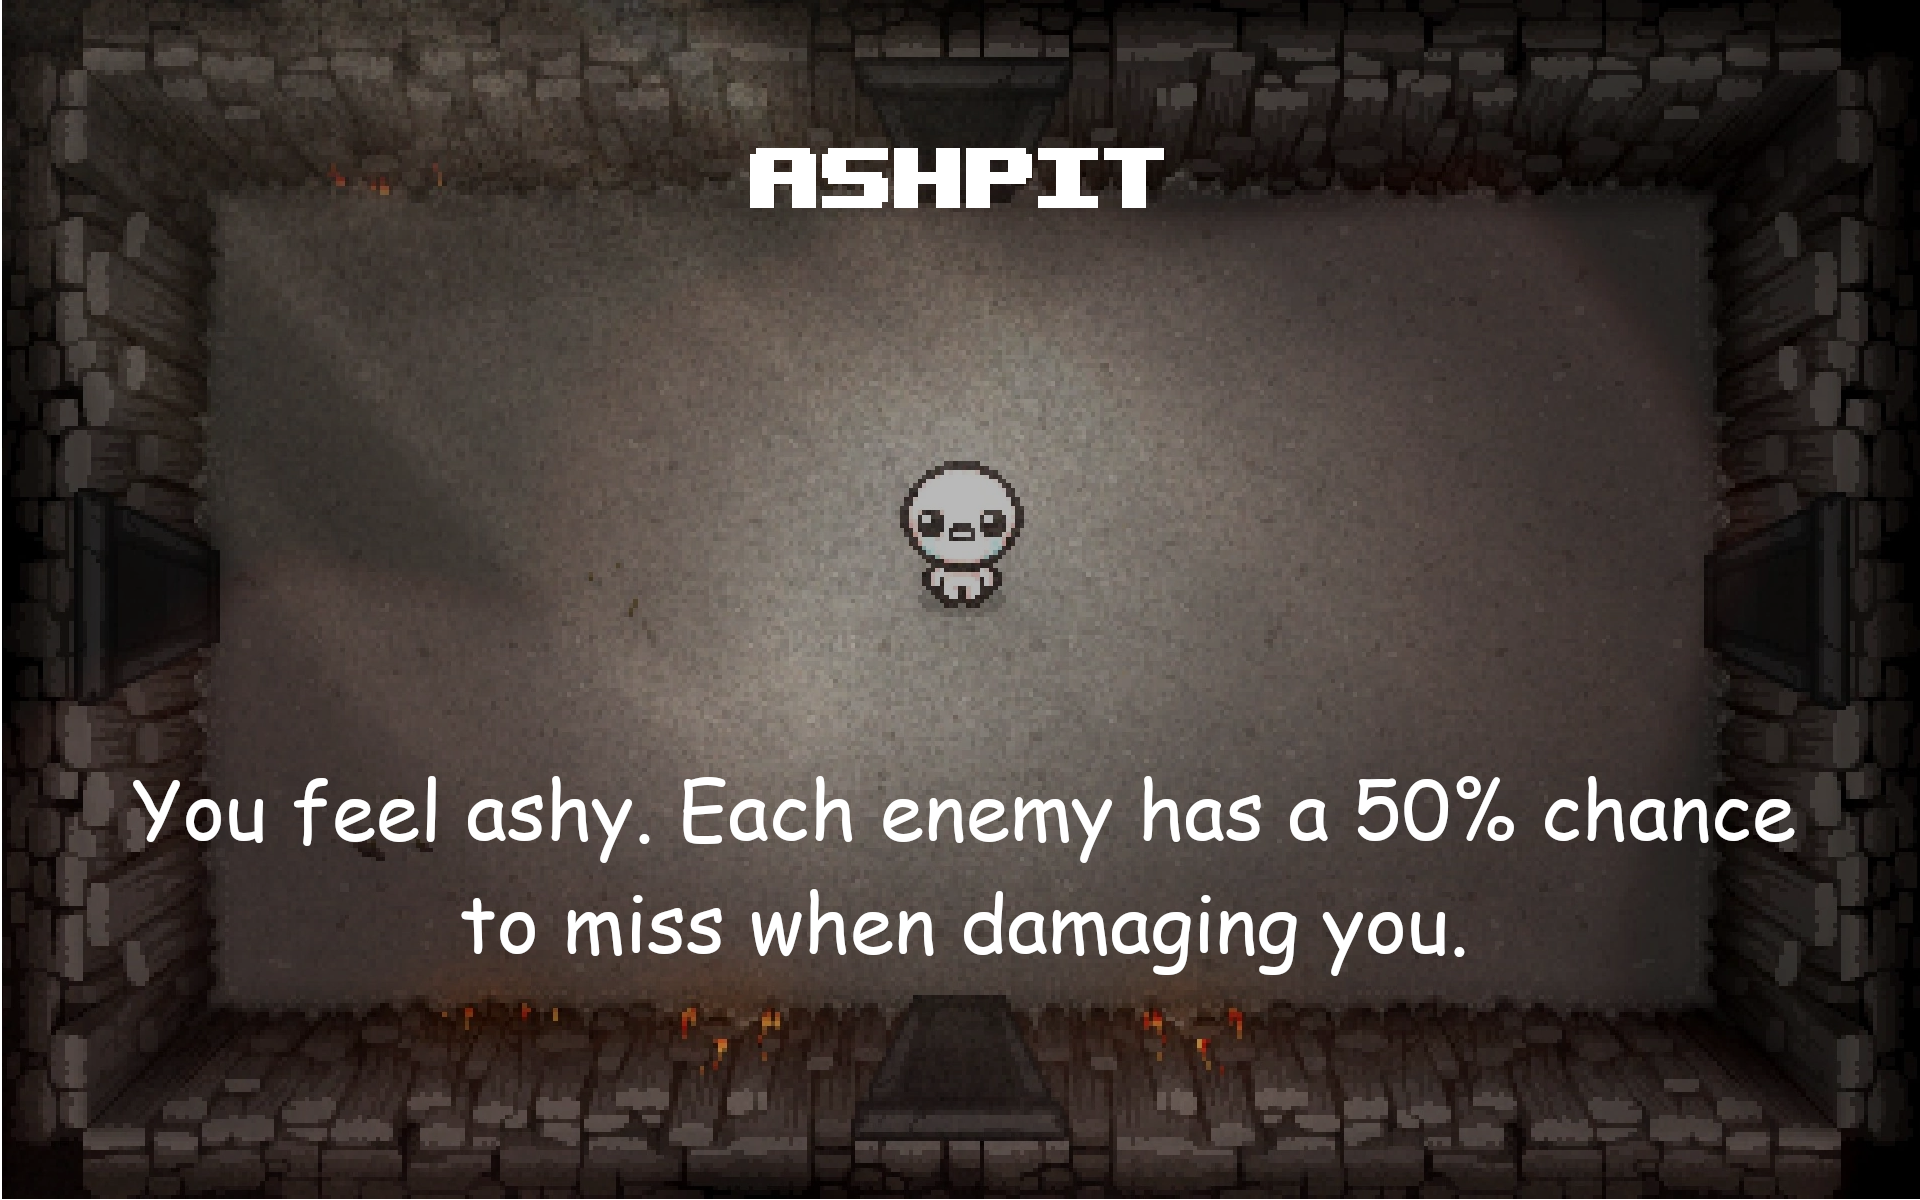 ASHPIT
You feel ashy. Each enemy has a 50% chance
to miss when damaging you.